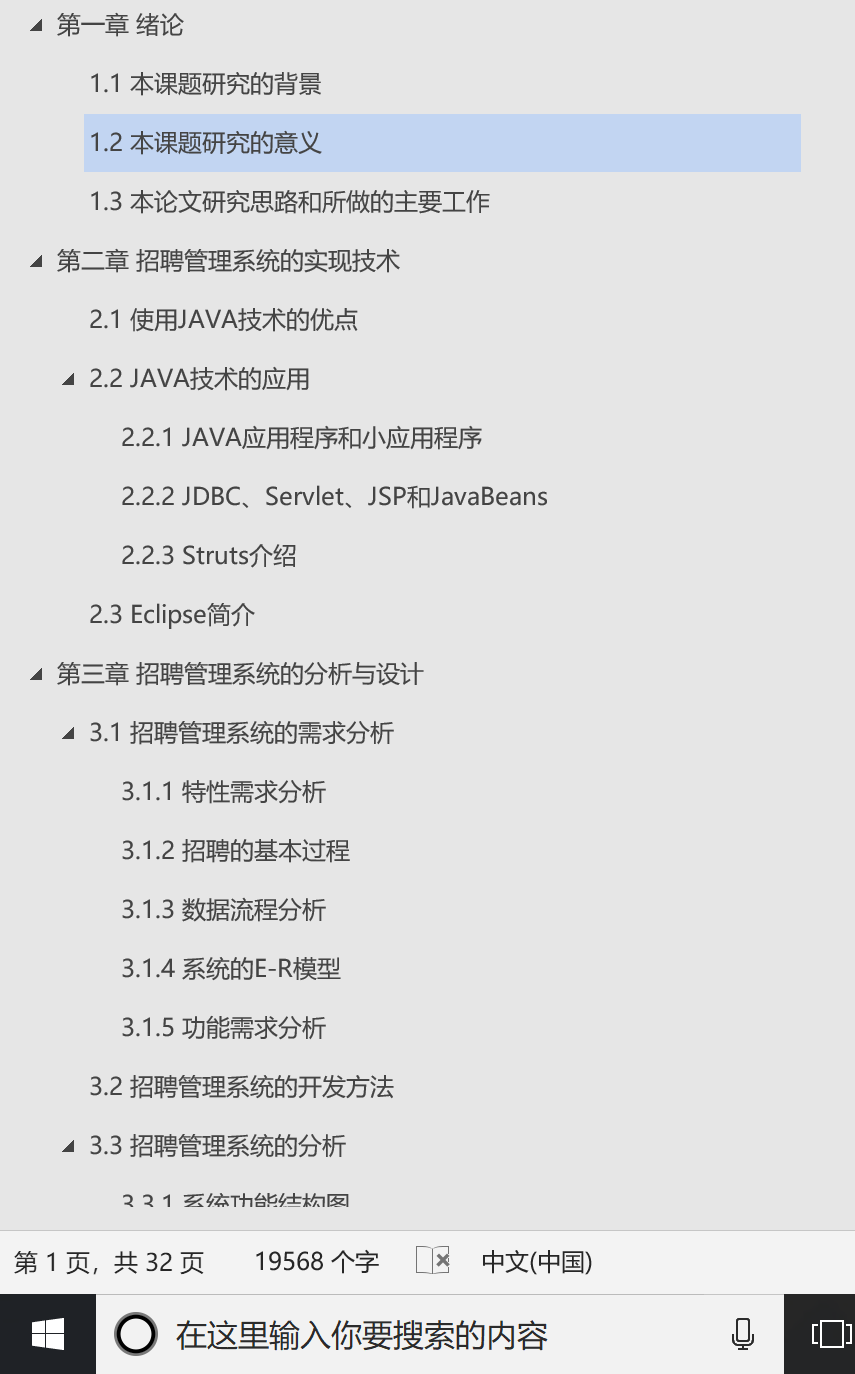 第一章 绪论
1.1 本课题研究的背景
1.2 本课题研究的意义
1.3 本论文研究思路和所做的主要工作
第二章 招聘管理系统的实现技术
2.1 使用JAVA技术的优点
2.2 JAVA技术的应用
2.2.1 JAVA应用程序和小应用程序
2.2.2 JDBC、Servlet、JSP和JavaBeans
2.2.3 Struts介绍
2.3 Eclipse简介
第三章 招聘管理系统的分析与设计
3.1 招聘管理系统的需求分析
3.1.1 特性需求分析
3.1.2 招聘的基本过程
3.1.3 数据流程分析
3.1.4 系统的E-R模型
3.1.5 功能需求分析
3.2 招聘管理系统的开发方法
3.3 招聘管理系统的分析
3.3.1 系统功能结构图
第 1 页，共 32 页 19568 个字 中文(中国)
在这里输入你要搜索的内容